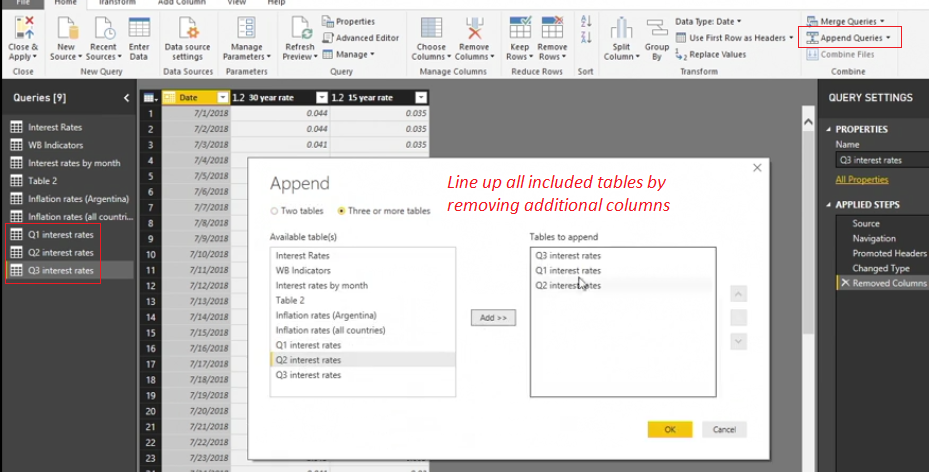 File Home Transform Add Column View Help
Close & Apply New Source Recent Sources Enter Data Data source settings Manage Parameters Refresh Preview Properties Advanced Editor Manage Choose Columns Remove Columns Keep Rows Remove Rows Split Column Group By Data Type: Date Use First Row as Headers Replace Values Merge Queries Append Queries Combine Files
Close New Query Data Sources Parameters Query Manage Columns Reduce Rows Sort Transform Combine
Queries [9]
Interest Rates
WB Indicators
Interest rates by month
Table 2
Inflation rates (Argentina)
Inflation rates (all countri...
Q1 interest rates
Q2 interest rates
Q3 interest rates
Date 1.2 30 year rate 1.2 15 year rate
1 7/1/2018 0.044 0.035
2 7/2/2018 0.044 0.035
3 7/3/2018 0.041 0.035
4 7/4/2018
5 7/5/2018
6 7/6/2018
7 7/7/2018
8 7/8/2018
9 7/9/2018
10 7/10/2018
11 7/11/2018
12 7/12/2018
13 7/13/2018
14 7/14/2018
15 7/15/2018
16 7/16/2018
17 7/17/2018
18 7/18/2018
19 7/19/2018
20 7/20/2018
21 7/21/2018
22 7/22/2018
23 7/23/2018
Append
Two tables Three or more tables
Line up all included tables by
removing additional columns
Available table(s)
Interest Rates
WB Indicators
Interest rates by month
Table 2
Inflation rates (Argentina)
Inflation rates (all countries)
Q1 interest rates
Q2 interest rates
Q3 interest rates
Add >>
Tables to append
Q3 interest rates
Q1 interest rates
Q2 interest rates
OK Cancel
QUERY SETTINGS
PROPERTIES
Name
Q3 interest rates
All Properties
APPLIED STEPS
Source
Navigation
Promoted Headers
Changed Type
Removed Columns